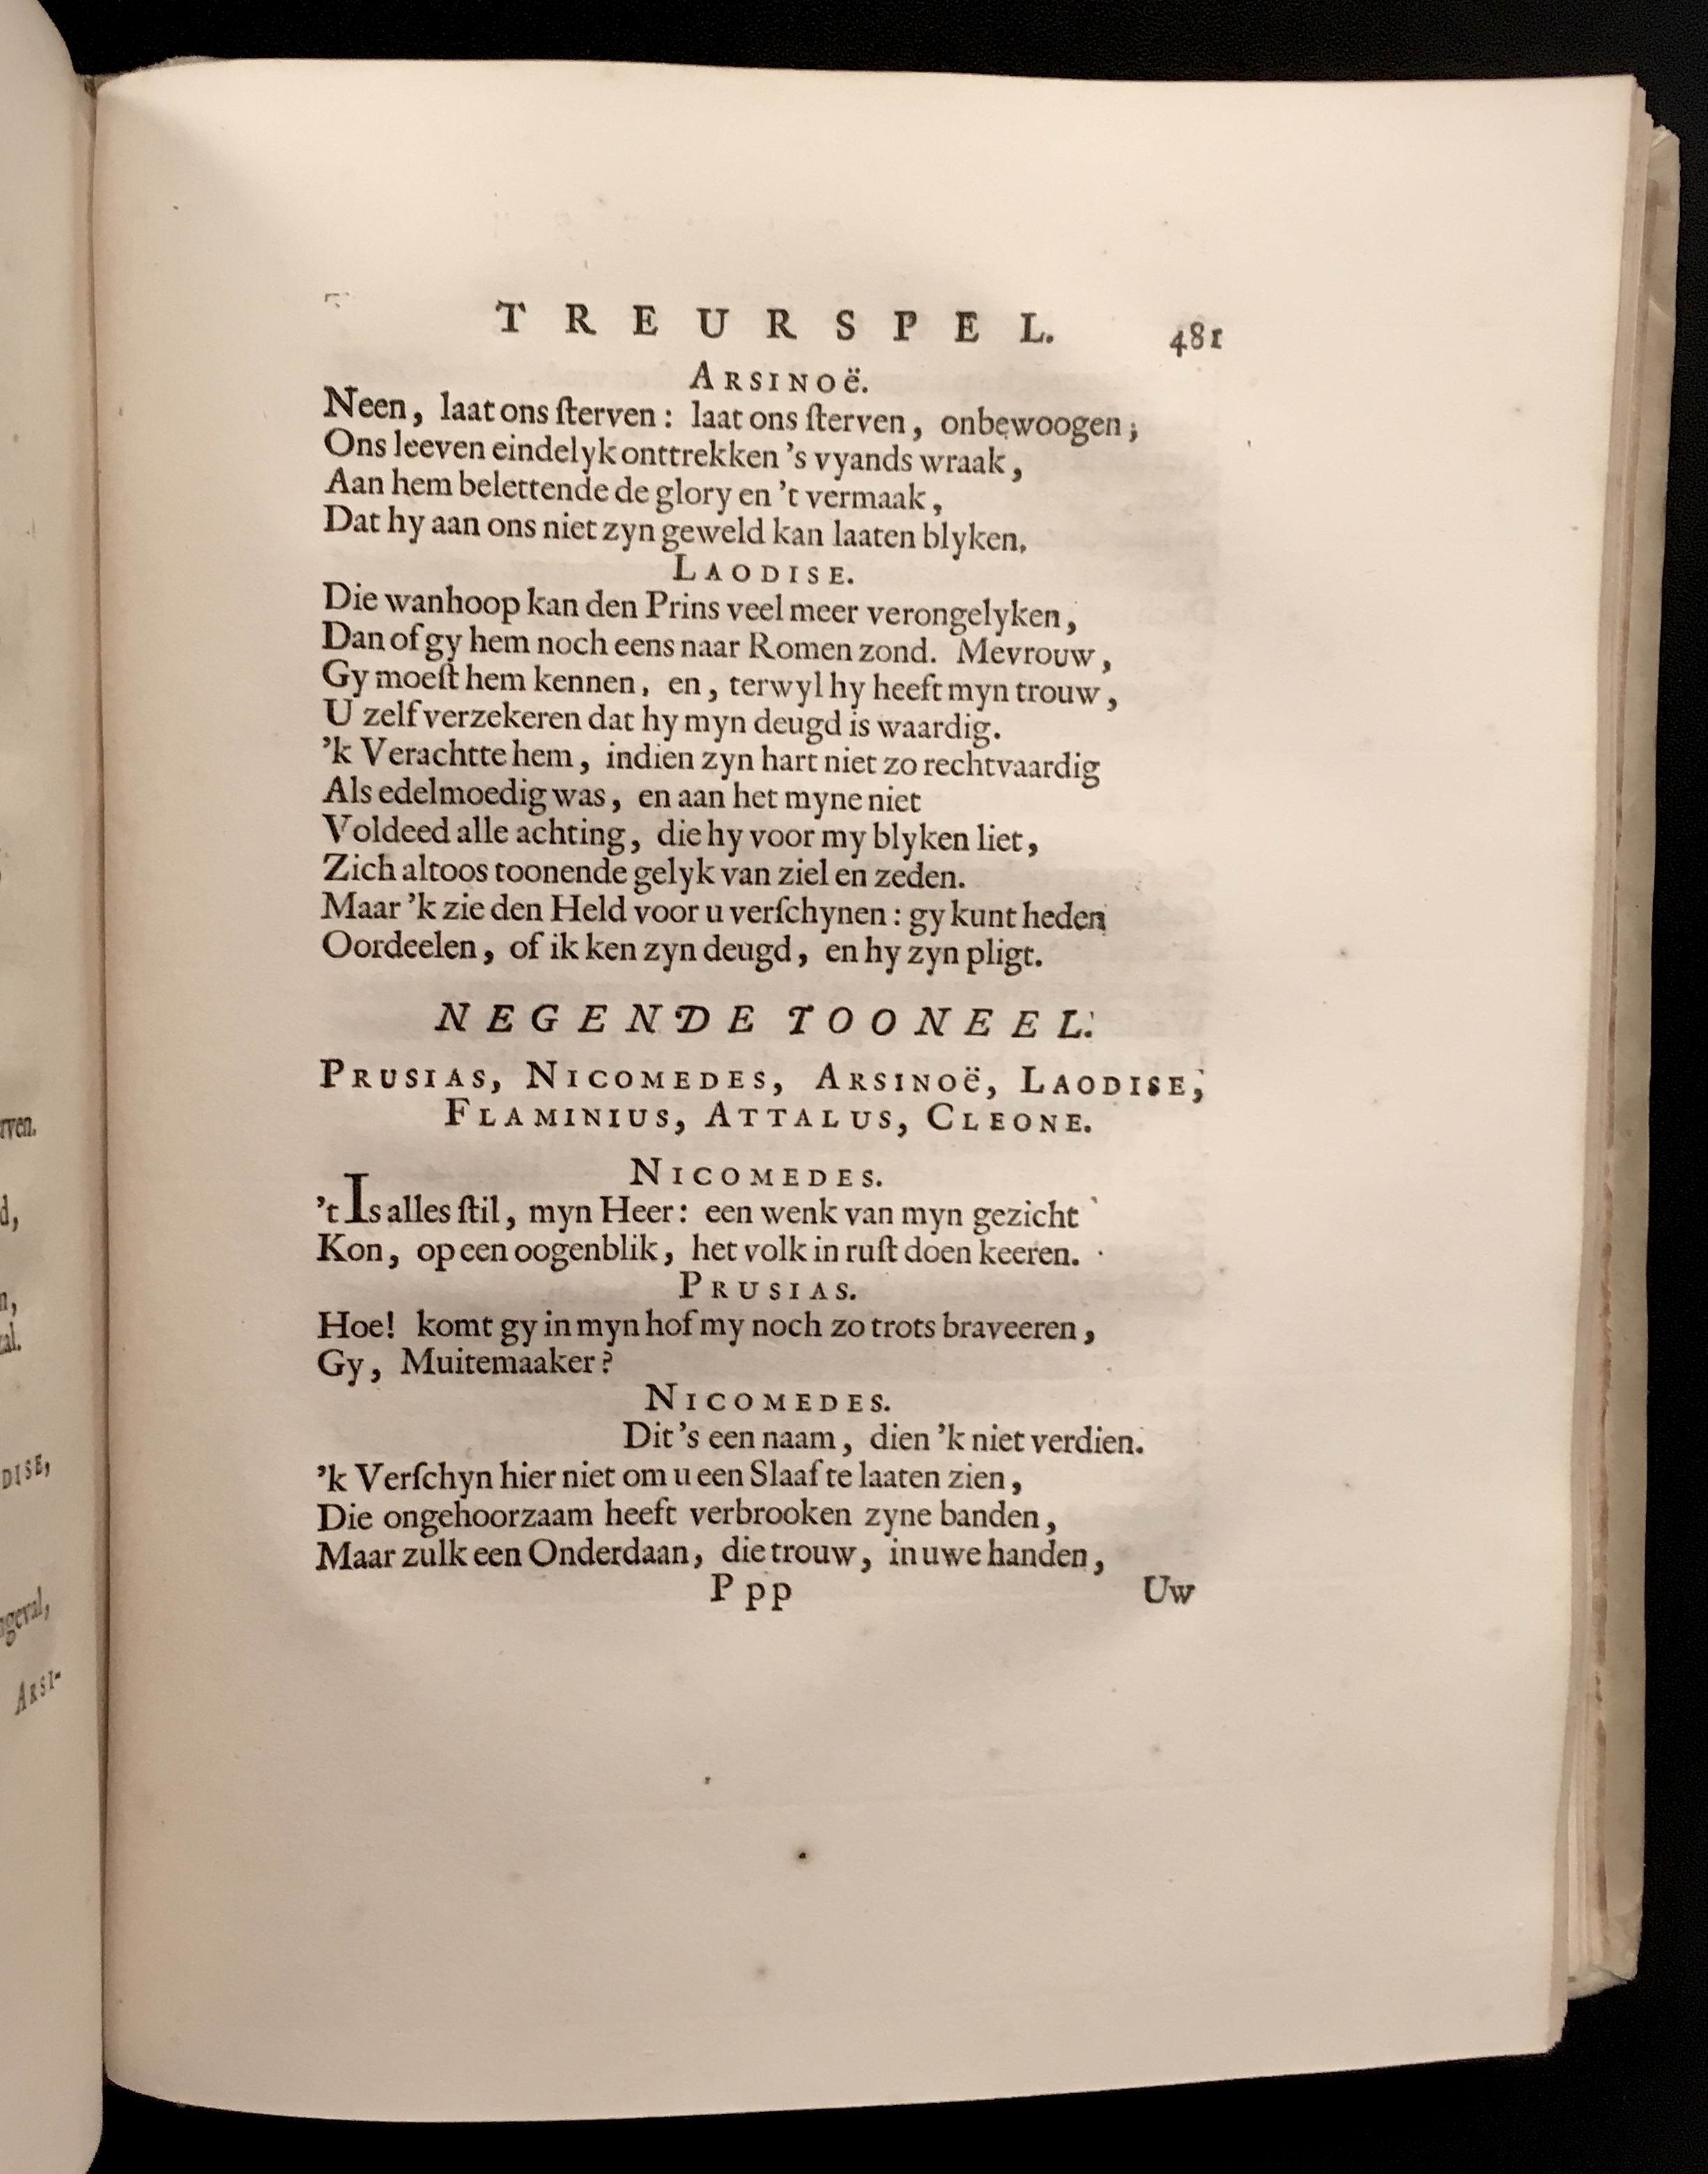 TREURSPEL. 481
ARSINOË.
Neen, laat ons ſterven: laat ons ſterven, onbewoogen;
Ons leeven eindelyk onttrekken 's vyands wraak,
Aan hem belettende de glory en 't vermaak,
Dat hy aan ons niet zyn geweld kan laaten blyken.
LAODISE.
Die wanhoop kan den Prins veel meer verongelyken,
Dan of gy hem noch eens naar Romen zond. Mevrouw,
Gy moeſt hem kennen, en, terwyl hy heeft myn trouw,
U zelf verzekeren dat hy myn deugd is waardig.
'k Verachtte hem, indien zyn hart niet zo rechtvaardig
Als edelmoedig was, en aan het myne niet
Voldeed alle achting, die hy voor my blyken liet,
Zich altoos toonende gelyk van ziel en zeden.
Maar 'k zie den Held voor u verſchynen: gy kunt heden
Oordeelen, of ik ken zyn deugd, en hy zyn pligt.
NEGENDE TOONEEL.
PRUSIAS, NICOMEDES, ARSINOË, LAODISE,
FLAMINIUS, ATTALUS, CLEONE.
NICOMEDES.
't Is alles ſtil, myn Heer: een wenk van myn gezicht
Kon, op een oogenblik, het volk in ruſt doen keeren.
PRUSIAS.
Hoe! komt gy in myn hof my noch zo trots braveeren,
Gy, Muitemaaker?
NICOMEDES.
Dit 's een naam, dien 'k niet verdien.
'k Verſchyn hier niet om u een Slaaf te laaten zien,
Die ongehoorzaam heeft verbrooken zyne banden,
Maar zulk een Onderdaan, die trouw, in uwe handen,
Ppp Uw